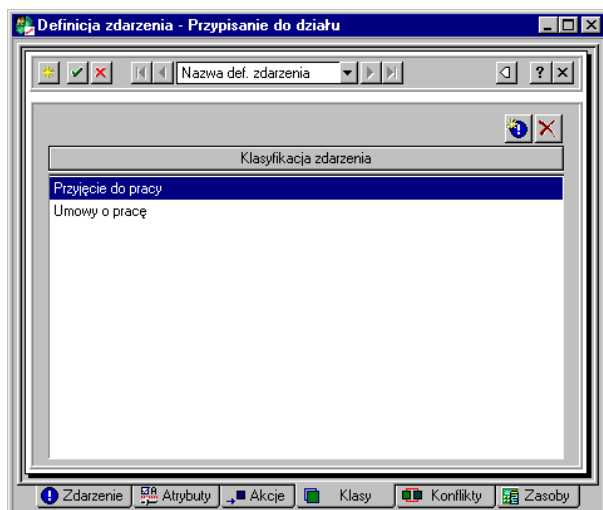 Definicja zdarzenia - Przypisanie do działu
Nazwa def. zdarzenia
?
Klasyfikacja zdarzenia
Przyjęcie do pracy
Umowy o pracę
Zdarzenie Atrybuty Akcje Klasy Konflikty Zasoby